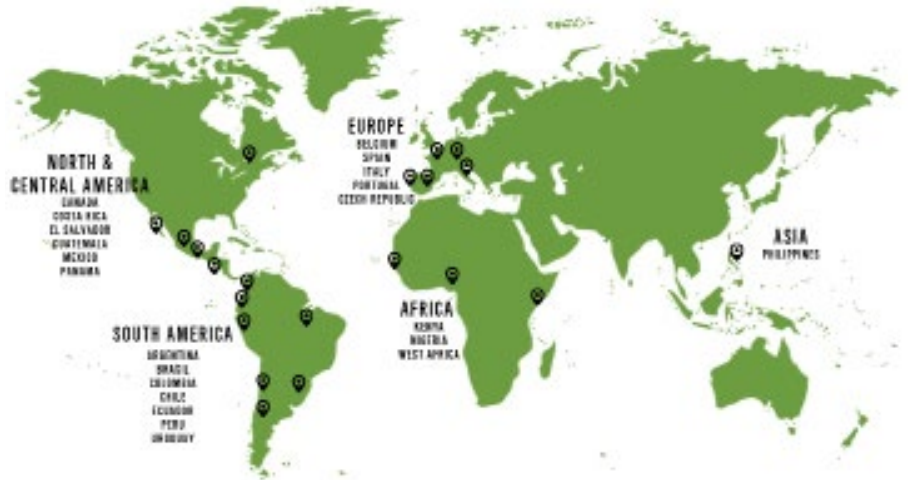 NORTH &
CENTRAL AMERICA
CANADA
COSTA RICA
EL SALVADOR
GUATEMALA
MEXICO
PANAMA
SOUTH AMERICA
ARGENTINA
BRASIL
COLOMBIA
CHILE
ECUADOR
PERU
URUGUAY
EUROPE
BELGIUM
SPAIN
ITALY
PORTUGAL
CZECH REPUBLIC
AFRICA
KENYA
NIGERIA
WEST AFRICA
ASIA
PHILIPPINES